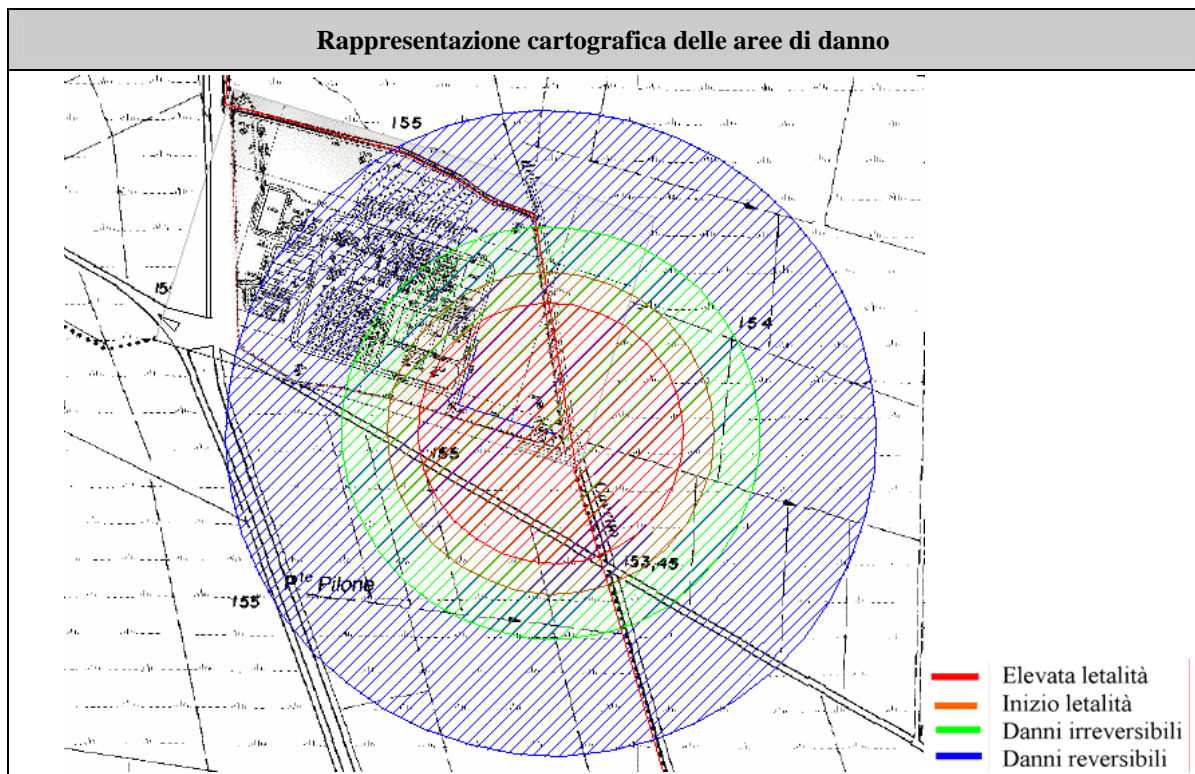 Rappresentazione cartografica delle aree di danno
155
15
154
155
153,45
P.te Pilone
155
Elevata letalità
Inizio letalità
Danni irreversibili
Danni reversibili